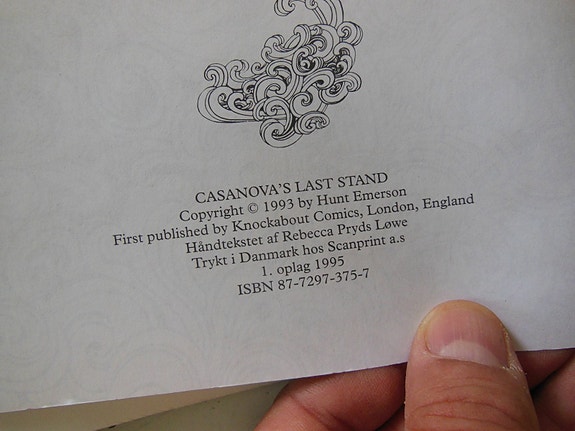 CASANOVA'S LAST STAND
Copyright © 1993 by Hunt Emerson
First published by Knockabout Comics, London, England
Håndtekstet af Rebecca Pryds Løwe
Trykt i Danmark hos Scanprint a.s
1. oplag 1995
ISBN 87-7297-375-7